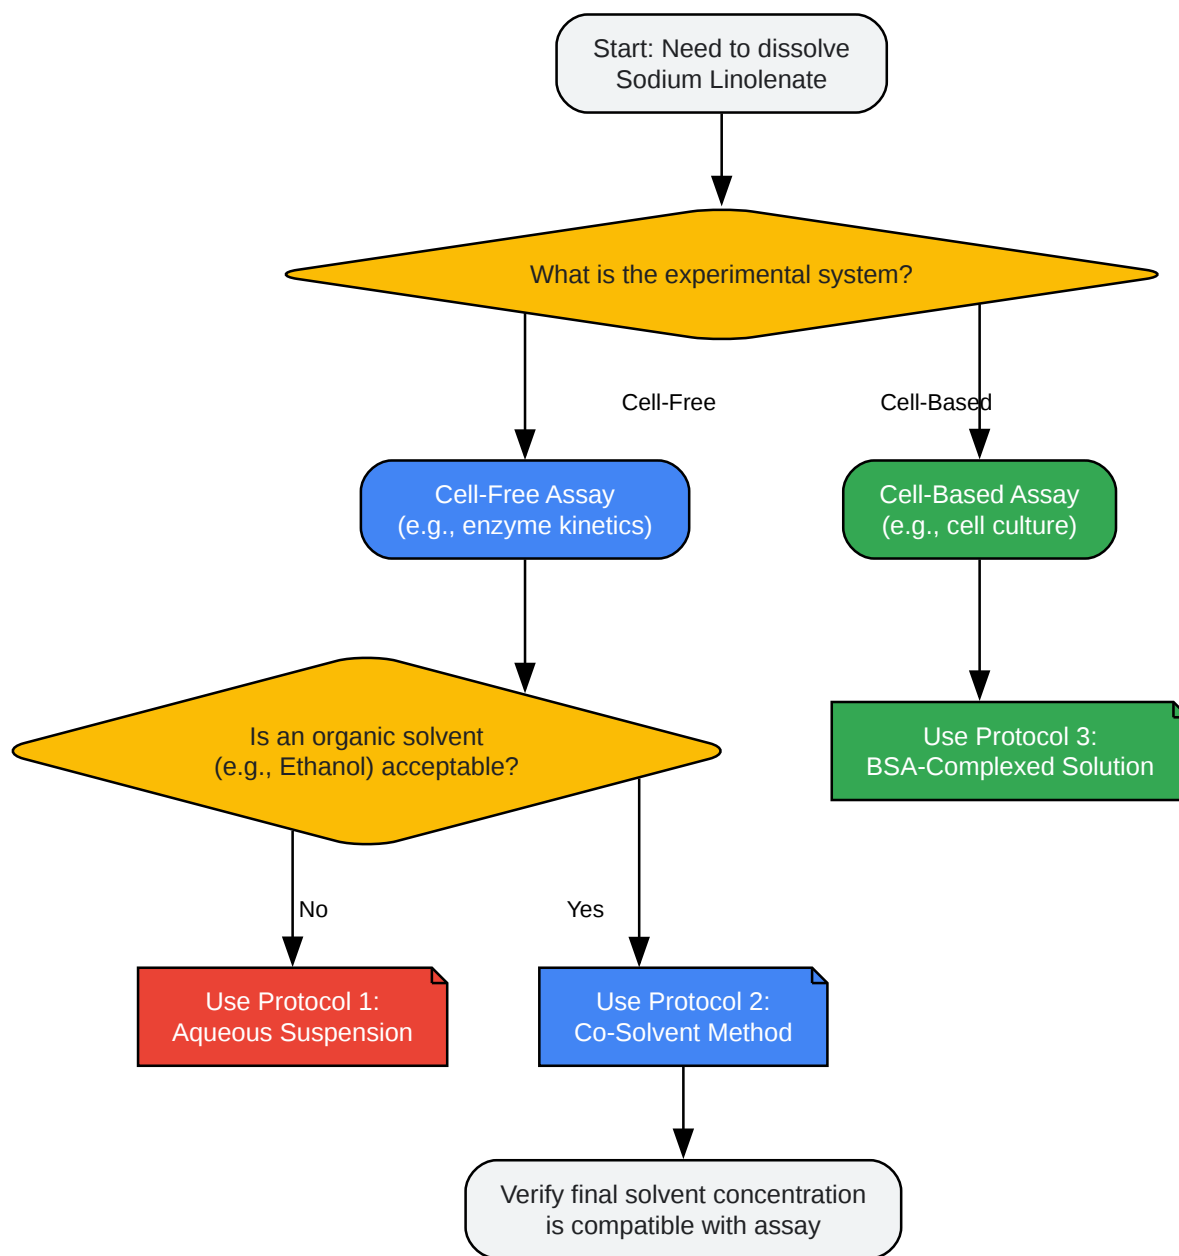 Start: Need to dissolve
Sodium Linolenate
What is the experimental system?
Cell-Free
Cell-Based
Cell-Free Assay
(e.g., enzyme kinetics)
Cell-Based Assay
(e.g., cell culture)
Is an organic solvent
(e.g., Ethanol) acceptable?
Use Protocol 3:
BSA-Complexed Solution
No
Yes
Use Protocol 1:
Aqueous Suspension
Use Protocol 2:
Co-Solvent Method
Verify final solvent concentration
is compatible with assay